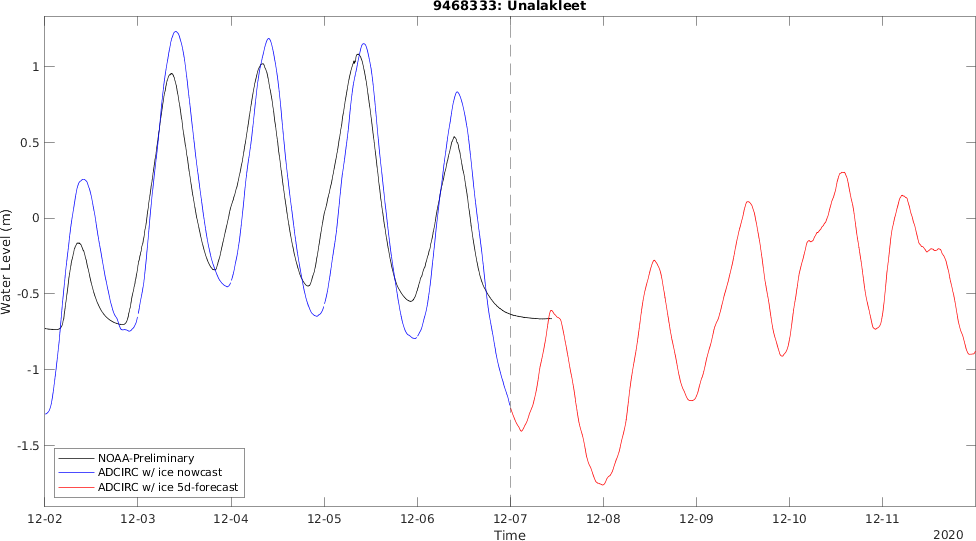 9468333: Unalakleet
1
0.5
0
-0.5
-1
-1.5
Water Level (m)
NOAA-Preliminary
ADCIRC w/ ice nowcast
ADCIRC w/ ice 5d-forecast
12-02 12-03 12-04 12-05 12-06 12-07 12-08 12-09 12-10 12-11
Time
2020